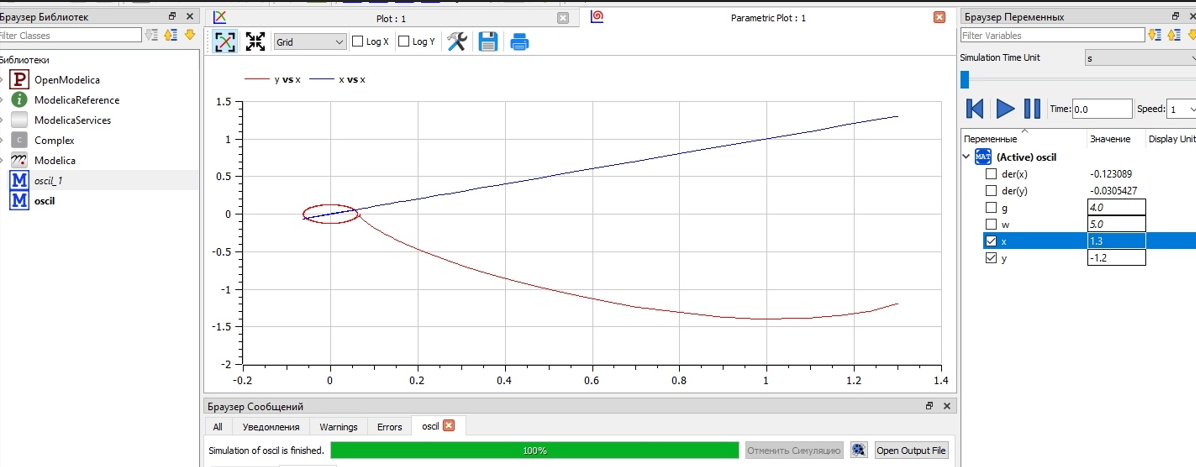 Браузер Библиотек
Filter Classes
Библиотеки
P OpenModelica
i ModelicaReference
ModelicaServices
C Complex
Modelica
M oscil_1
M oscil
Plot : 1
Parametric Plot : 1
Grid
Log X
Log Y
y vs x
x vs x
1.5
1
0.5
0
-0.5
-1
-1.5
-2
-0.2 0 0.2 0.4 0.6 0.8 1 1.2 1.4
Браузер Сообщений
All Уведомления Warnings Errors oscil
Simulation of oscil is finished. 100% Отменить Симуляцию Open Output File
Браузер Переменных
Filter Variables
Simulation Time Unit s
Time: 0.0 Speed: 1
Переменные Значение Display Unit
MAT (Active) oscil
der(x) -0.123089
der(y) -0.0305427
g 4.0
w 5.0
x 1.3
y -1.2